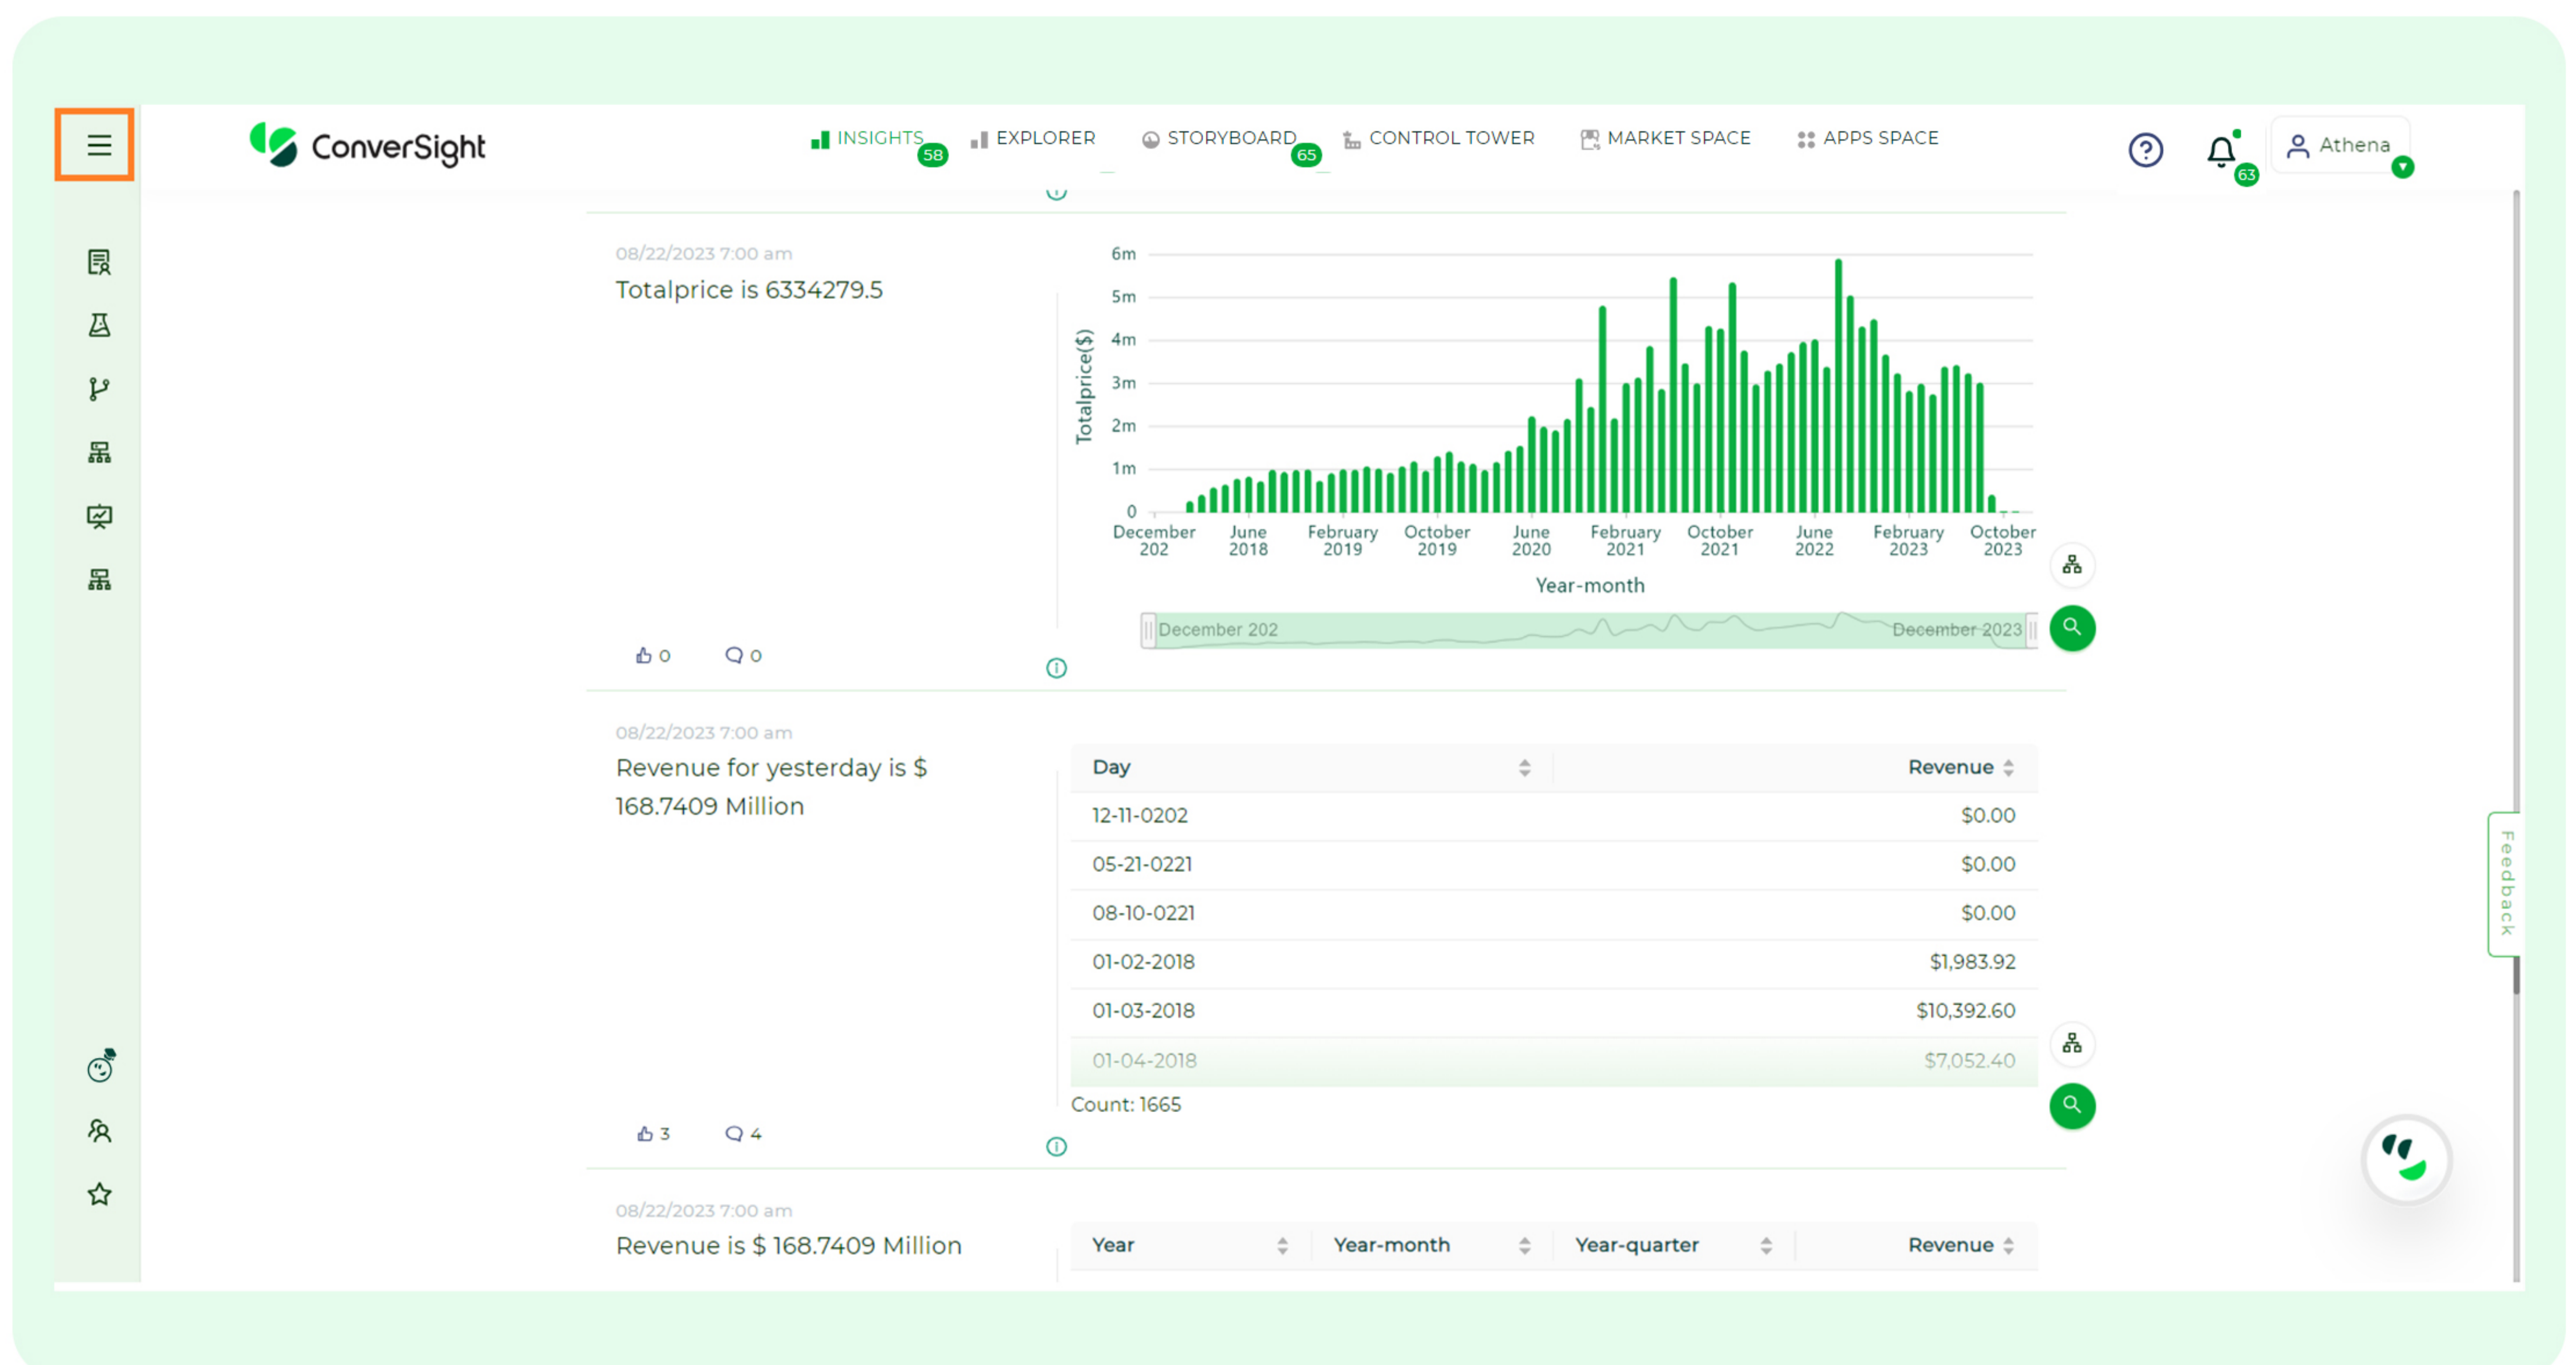 ConverSight
INSIGHTS 58
EXPLORER
STORYBOARD 65
CONTROL TOWER
MARKET SPACE
APPS SPACE
63
Athena
08/22/2023 7:00 am
Totalprice is 6334279.5
0 0
Totalprice($)
6m
5m
4m
3m
2m
1m
0
December 202
June 2018
February 2019
October 2019
June 2020
February 2021
October 2021
June 2022
February 2023
October 2023
Year-month
December 202 December 2023
08/22/2023 7:00 am
Revenue for yesterday is $
168.7409 Million
3 4
Day Revenue
12-11-0202 $0.00
05-21-0221 $0.00
08-10-0221 $0.00
01-02-2018 $1,983.92
01-03-2018 $10,392.60
01-04-2018 $7,052.40
Count: 1665
08/22/2023 7:00 am
Revenue is $ 168.7409 Million
Year Year-month Year-quarter Revenue
Feedback